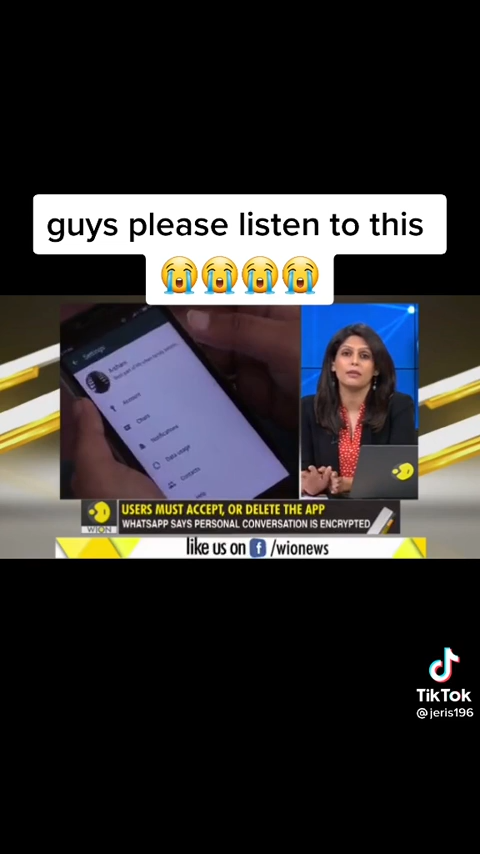 guys please listen to this
😭😭😭😭
Settings
Account
Chats
Notifications
Data usage
Contacts
WION
USERS MUST ACCEPT, OR DELETE THE APP
WHATSAPP SAYS PERSONAL CONVERSATION IS ENCRYPTED
like us on f /wionews
TikTok
@jeris196